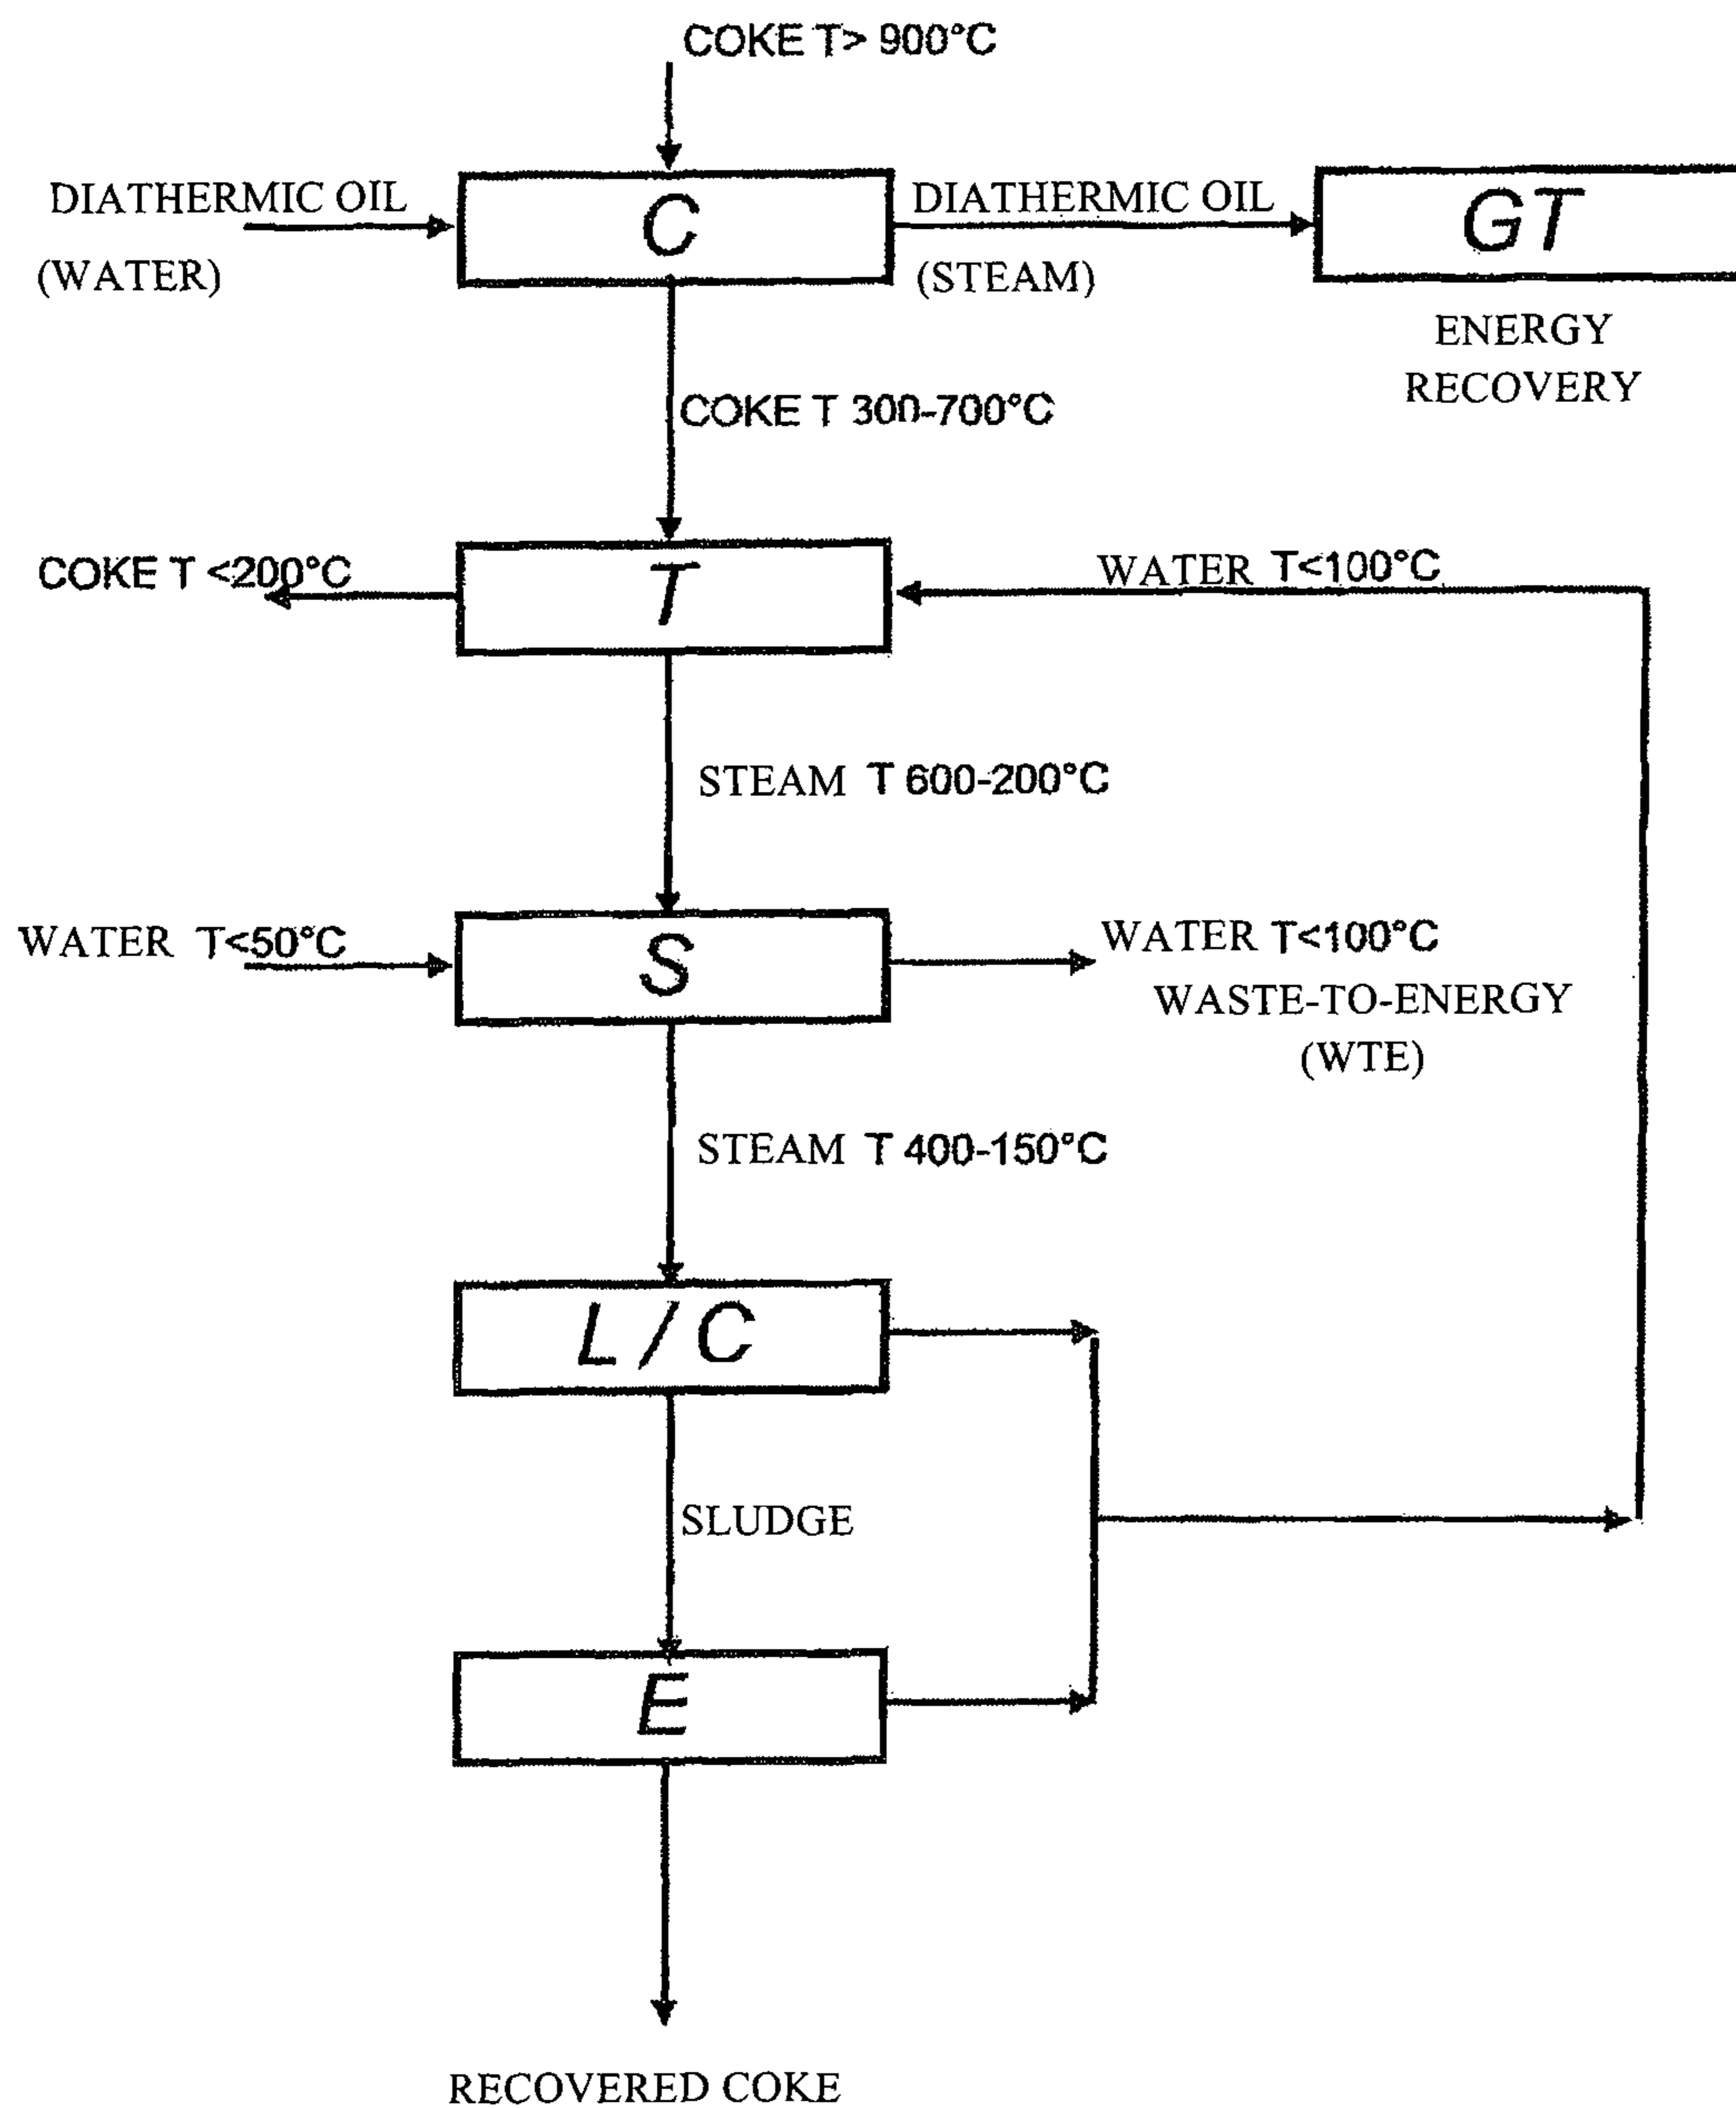 COKE T> 900°C
DIATHERMIC OIL
(WATER)
C
DIATHERMIC OIL
(STEAM)
GT
ENERGY
RECOVERY
COKE T 300-700°C
COKE T <200°C
T
WATER T<100°C
STEAM T 600-200°C
WATER T<50°C
S
WATER T<100°C
WASTE-TO-ENERGY
(WTE)
STEAM T 400-150°C
L / C
SLUDGE
E
RECOVERED COKE